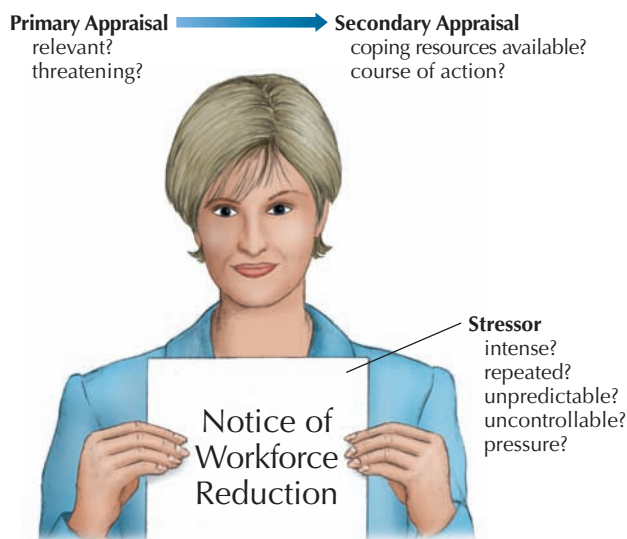 Primary Appraisal
relevant?
threatening?
Secondary Appraisal
coping resources available?
course of action?
Stressor
intense?
repeated?
unpredictable?
uncontrollable?
pressure?
Notice of
Workforce
Reduction